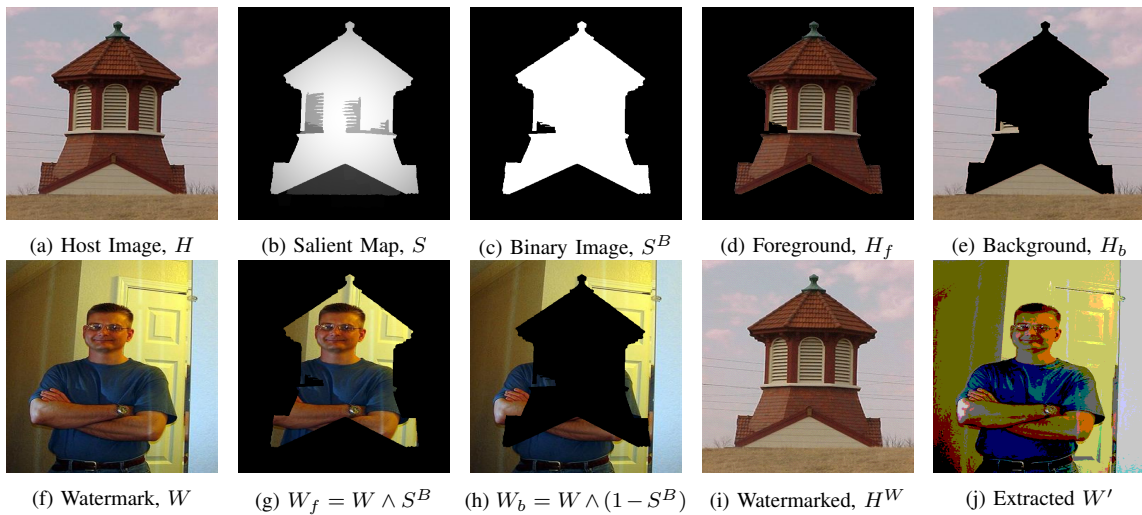 (a) Host Image, H
(b) Salient Map, S
(c) Binary Image, S^B
(d) Foreground, H_f
(e) Background, H_b
(f) Watermark, W
(g) W_f = W ∧ S^B
(h) W_b = W ∧ (1 − S^B)
(i) Watermarked, H^W
(j) Extracted W′